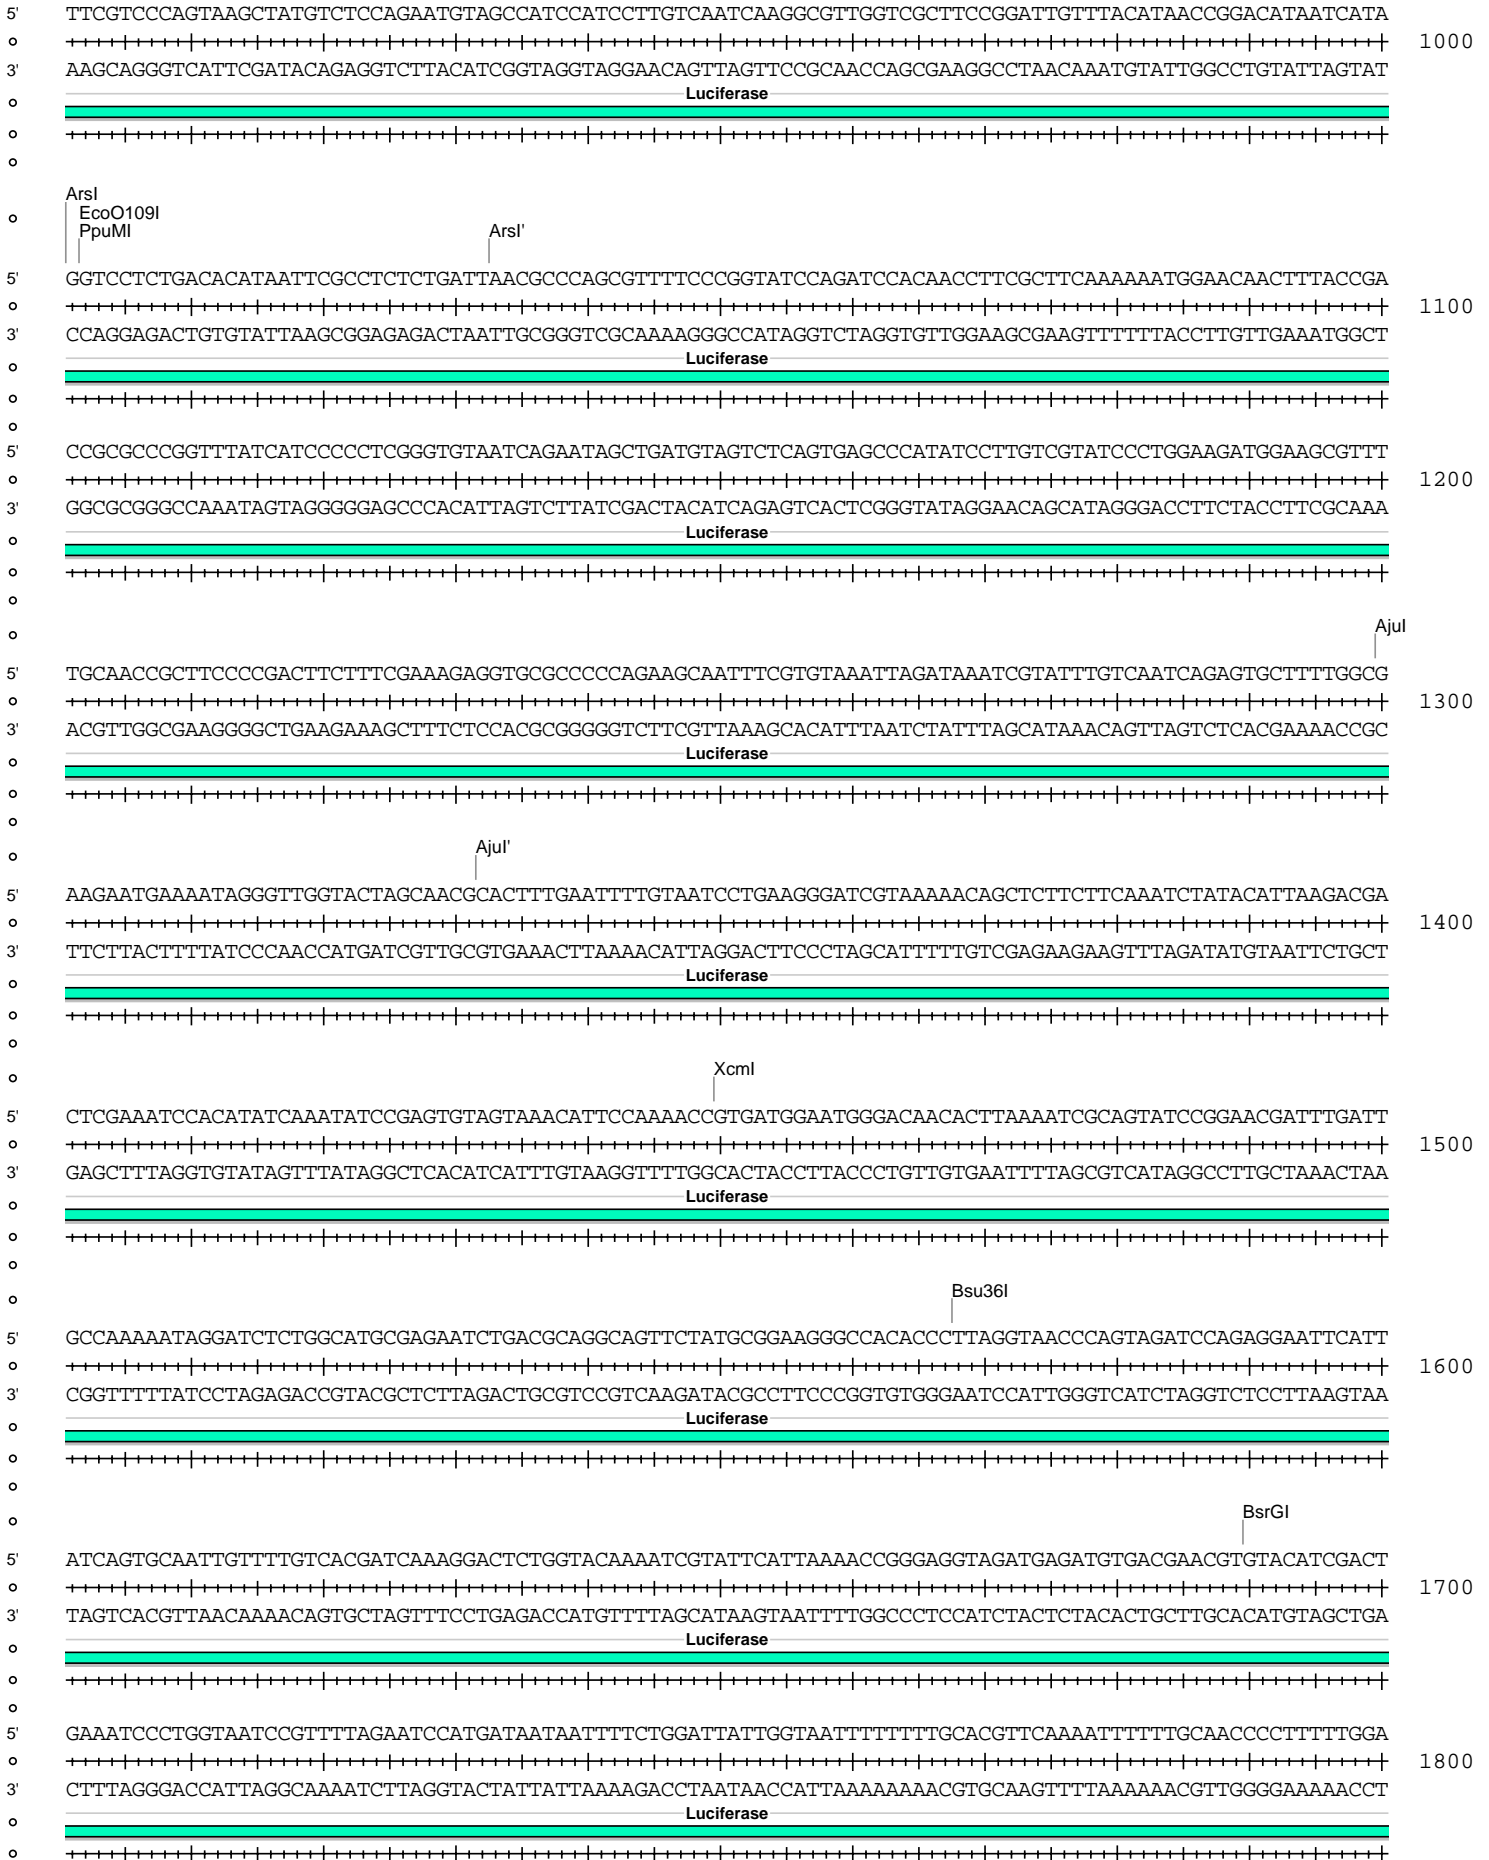 5' TTCGTCCCAGTAAGCTATGTCTCCAGAATGTAGCCATCCATCCTTGTCAATCAAGGCGTTGGTCGCTTCCGGATTGTTTACATAACCGGACATAATCATA
1000
3' AAGCAGGGTCATTCGATACAGAGGTCTTACATCGGTAGGTAGGAACAGTTAGTTCCGCAACCAGCGAAGGCCTAACAAATGTATTGGCCTGTATTAGTAT
Luciferase
ArsI
EcoO109I
PpuMI ArsI'
5' GGTCCTCTGACACATAATTCGCCTCTCTGATTAACGCCCAGCGTTTTCCCGGTATCCAGATCCACAACCTTCGCTTCAAAAAATGGAACAACTTTACCGA
1100
3' CCAGGAGACTGTGTATTAAGCGGAGAGACTAATTGCGGGTCGCAAAAGGGCCATAGGTCTAGGTGTTGGAAGCGAAGTTTTTTACCTTGTTGAAATGGCT
Luciferase
5' CCGCGCCCGGTTTATCATCCCCCTCGGGTGTAATCAGAATAGCTGATGTAGTCTCAGTGAGCCCATATCCTTGTCGTATCCCTGGAAGATGGAAGCGTTT
1200
3' GGCGCGGGCCAAATAGTAGGGGGAGCCCACATTAGTCTTATCGACTACATCAGAGTCACTCGGGTATAGGAACAGCATAGGGACCTTCTACCTTCGCAAA
Luciferase
AjuI
5' TGCAACCGCTTCCCCGACTTCTTTCGAAAGAGGTGCGCCCCCAGAAGCAATTTCGTGTAAATTAGATAAATCGTATTTGTCAATCAGAGTGCTTTTGGCG
1300
3' ACGTTGGCGAAGGGGCTGAAGAAAGCTTTCTCCACGCGGGGGTCTTCGTTAAAGCACATTTAATCTATTTAGCATAAACAGTTAGTCTCACGAAAACCGC
Luciferase
AjuI'
5' AAGAATGAAAATAGGGTTGGTACTAGCAACGCACTTTGAATTTTGTAATCCTGAAGGGATCGTAAAAACAGCTCTTCTTCAAATCTATACATTAAGACGA
1400
3' TTCTTACTTTTATCCCAACCATGATCGTTGCGTGAAACTTAAAACATTAGGACTTCCCTAGCATTTTTGTCGAGAAGAAGTTTAGATATGTAATTCTGCT
Luciferase
XcmI
5' CTCGAAATCCACATATCAAATATCCGAGTGTAGTAAACATTCCAAAACCGTGATGGAATGGGACAACACTTAAAATCGCAGTATCCGGAACGATTTGATT
1500
3' GAGCTTTAGGTGTATAGTTTATAGGCTCACATCATTTGTAAGGTTTTGGCACTACCTTACCCTGTTGTGAATTTTAGCGTCATAGGCCTTGCTAAACTAA
Luciferase
Bsu36I
5' GCCAAAAATAGGATCTCTGGCATGCGAGAATCTGACGCAGGCAGTTCTATGCGGAAGGGCCACACCCTTAGGTAACCCAGTAGATCCAGAGGAATTCATT
1600
3' CGGTTTTTATCCTAGAGACCGTACGCTCTTAGACTGCGTCCGTCAAGATACGCCTTCCCGGTGTGGGAATCCATTGGGTCATCTAGGTCTCCTTAAGTAA
Luciferase
BsrGI
5' ATCAGTGCAATTGTTTTGTCACGATCAAAGGACTCTGGTACAAAATCGTATTCATTAAAACCGGGAGGTAGATGAGATGTGACGAACGTGTACATCGACT
1700
3' TAGTCACGTTAACAAAACAGTGCTAGTTTCCTGAGACCATGTTTTAGCATAAGTAATTTTGGCCCTCCATCTACTCTACACTGCTTGCACATGTAGCTGA
Luciferase
5' GAAATCCCTGGTAATCCGTTTTAGAATCCATGATAATAATTTTCTGGATTATTGGTAATTTTTTTTGCACGTTCAAAATTTTTTGCAACCCCTTTTTGGA
1800
3' CTTTAGGGACCATTAGGCAAAATCTTAGGTACTATTATTAAAAGACCTAATAACCATTAAAAAAAACGTGCAAGTTTTAAAAAACGTTGGGGAAAAACCT
Luciferase